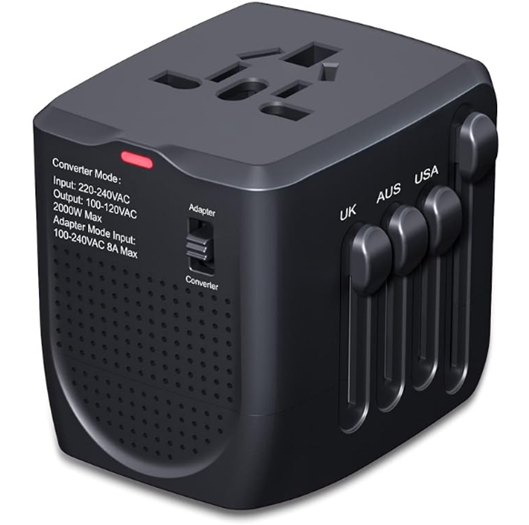 Converter Mode:
Input: 220-240VAC
Output: 100-120VAC
2000W Max
Adapter Mode Input:
100-240VAC 8A Max
Adapter
Converter
UK
AUS
USA